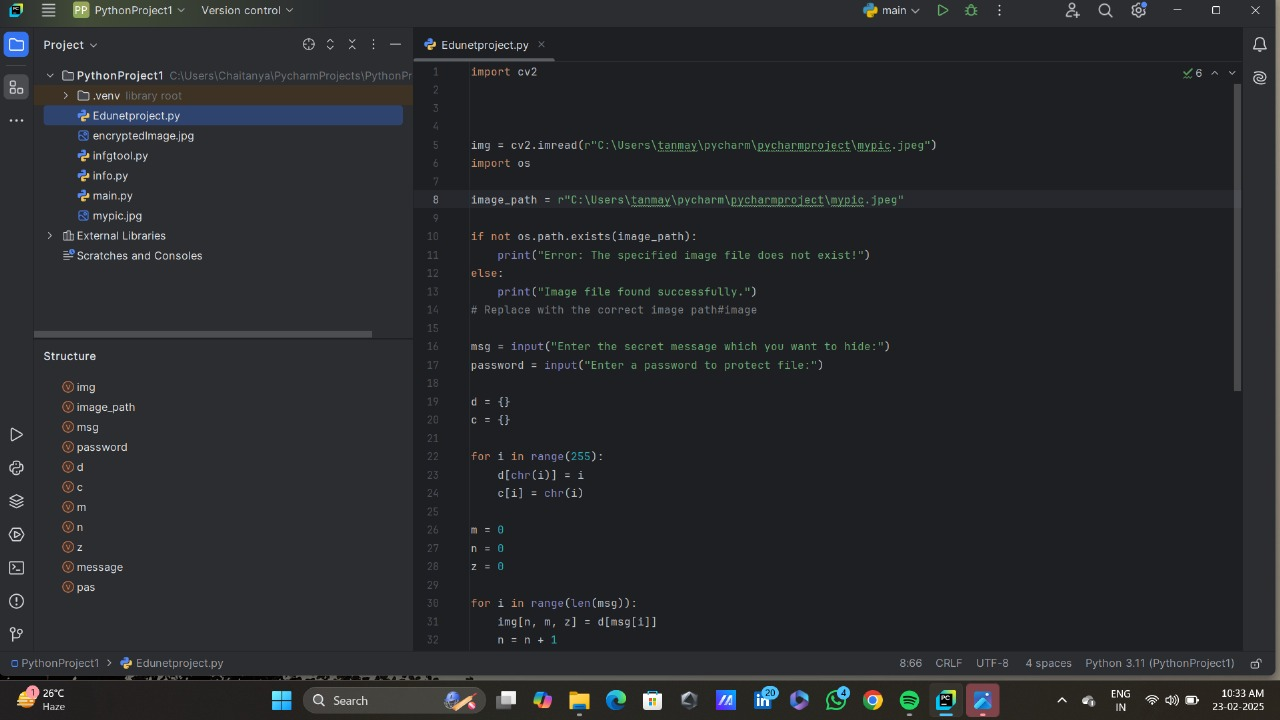 PP PythonProject1 Version control main
Project
Edunetproject.py
PythonProject1 C:\Users\Chaitanya\PycharmProjects\PythonPr
.venv library root
Edunetproject.py
encryptedImage.jpg
infgtool.py
info.py
main.py
mypic.jpg
External Libraries
Scratches and Consoles
6
1 import cv2
2
3
4
5 img = cv2.imread(r"C:\Users\tanmay\pycharm\pycharmproject\mypic.jpeg")
6 import os
7
8 image_path = r"C:\Users\tanmay\pycharm\pycharmproject\mypic.jpeg"
9
10 if not os.path.exists(image_path):
11 print("Error: The specified image file does not exist!")
12 else:
13 print("Image file found successfully.")
14 # Replace with the correct image path#image
15
16 msg = input("Enter the secret message which you want to hide:")
17 password = input("Enter a password to protect file:")
18
19 d = {}
20 c = {}
21
22 for i in range(255):
23 d[chr(i)] = i
24 c[i] = chr(i)
25
26 m = 0
27 n = 0
28 z = 0
29
30 for i in range(len(msg)):
31 img[n, m, z] = d[msg[i]]
32 n = n + 1
Structure
img
image_path
msg
password
d
c
m
n
z
message
pas
PythonProject1 > Edunetproject.py 8:66 CRLF UTF-8 4 spaces Python 3.11 (PythonProject1)
1
26°C
Haze
Search
20
4
ENG
IN
10:33 AM
23-02-2025